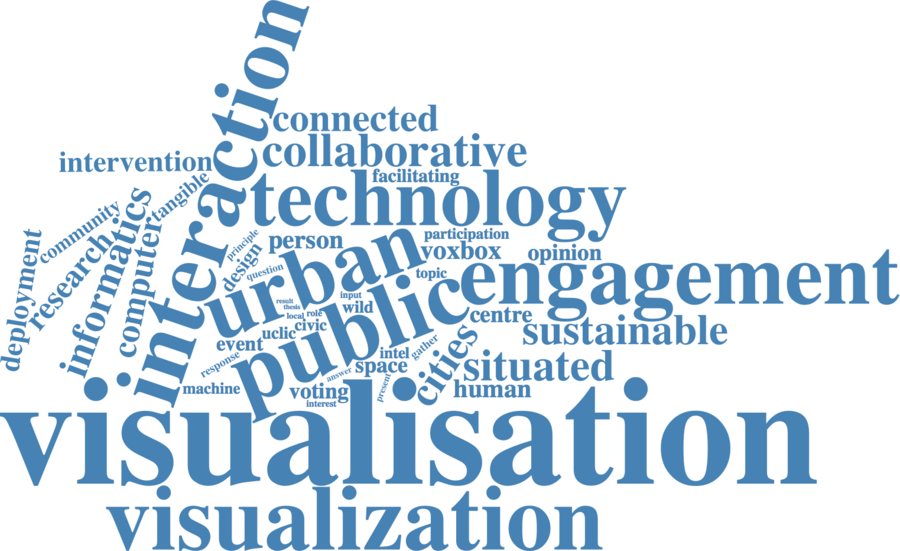 interaction
connected
collaborative
intervention
facilitating
technology
tangible
community
informatics
research
deployment
computer
principle
design
person
participation
voxbox
opinion
urban
question
topic
engagement
public
result
thesis
local
role
input
wild
civic
uclic
event
centre
sustainable
response
machine
intel
gather
space
answer
present
cities
situated
human
voting
interest
visualisation
visualization